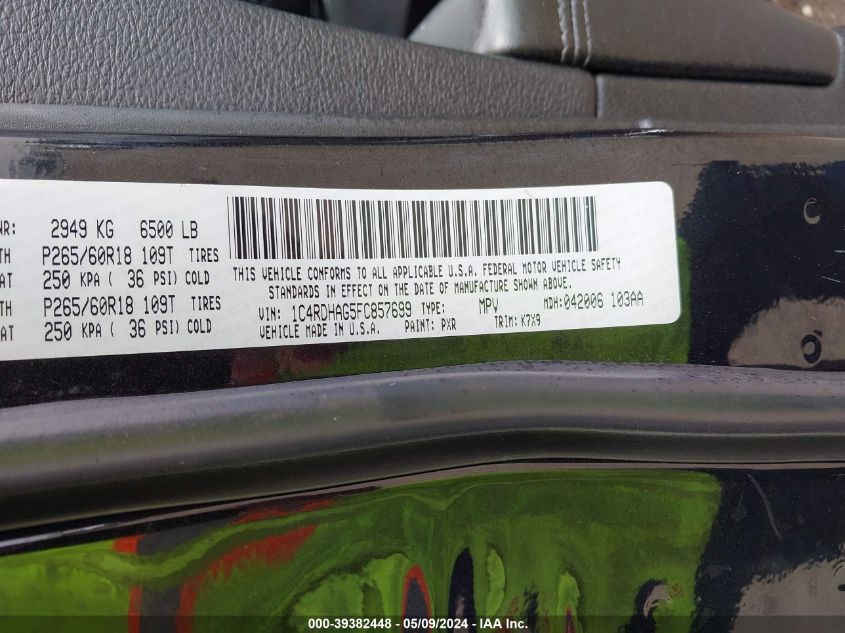 NR: 2949 KG 6500 LB
TH P265/60R18 109T TIRES
AT 250 KPA ( 36 PSI) COLD
TH P265/60R18 109T TIRES
AT 250 KPA ( 36 PSI) COLD
THIS VEHICLE CONFORMS TO ALL APPLICABLE U.S.A. FEDERAL MOTOR VEHICLE SAFETY
STANDARDS IN EFFECT ON THE DATE OF MANUFACTURE SHOWN ABOVE.
VIN: 1C4RDHAG5FC857699 TYPE: MPV MDH:042006 103AA
VEHICLE MADE IN U.S.A. PAINT: PXR TRIM: K7X9
000-39382448 - 05/09/2024 - IAA Inc.